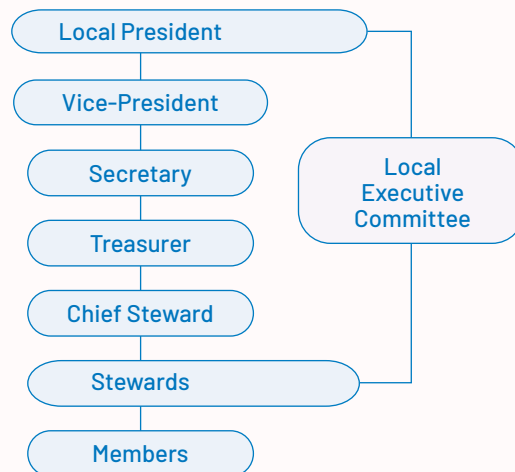 Local President
Vice-President
Secretary
Treasurer
Chief Steward
Stewards
Members
Local
Executive
Committee